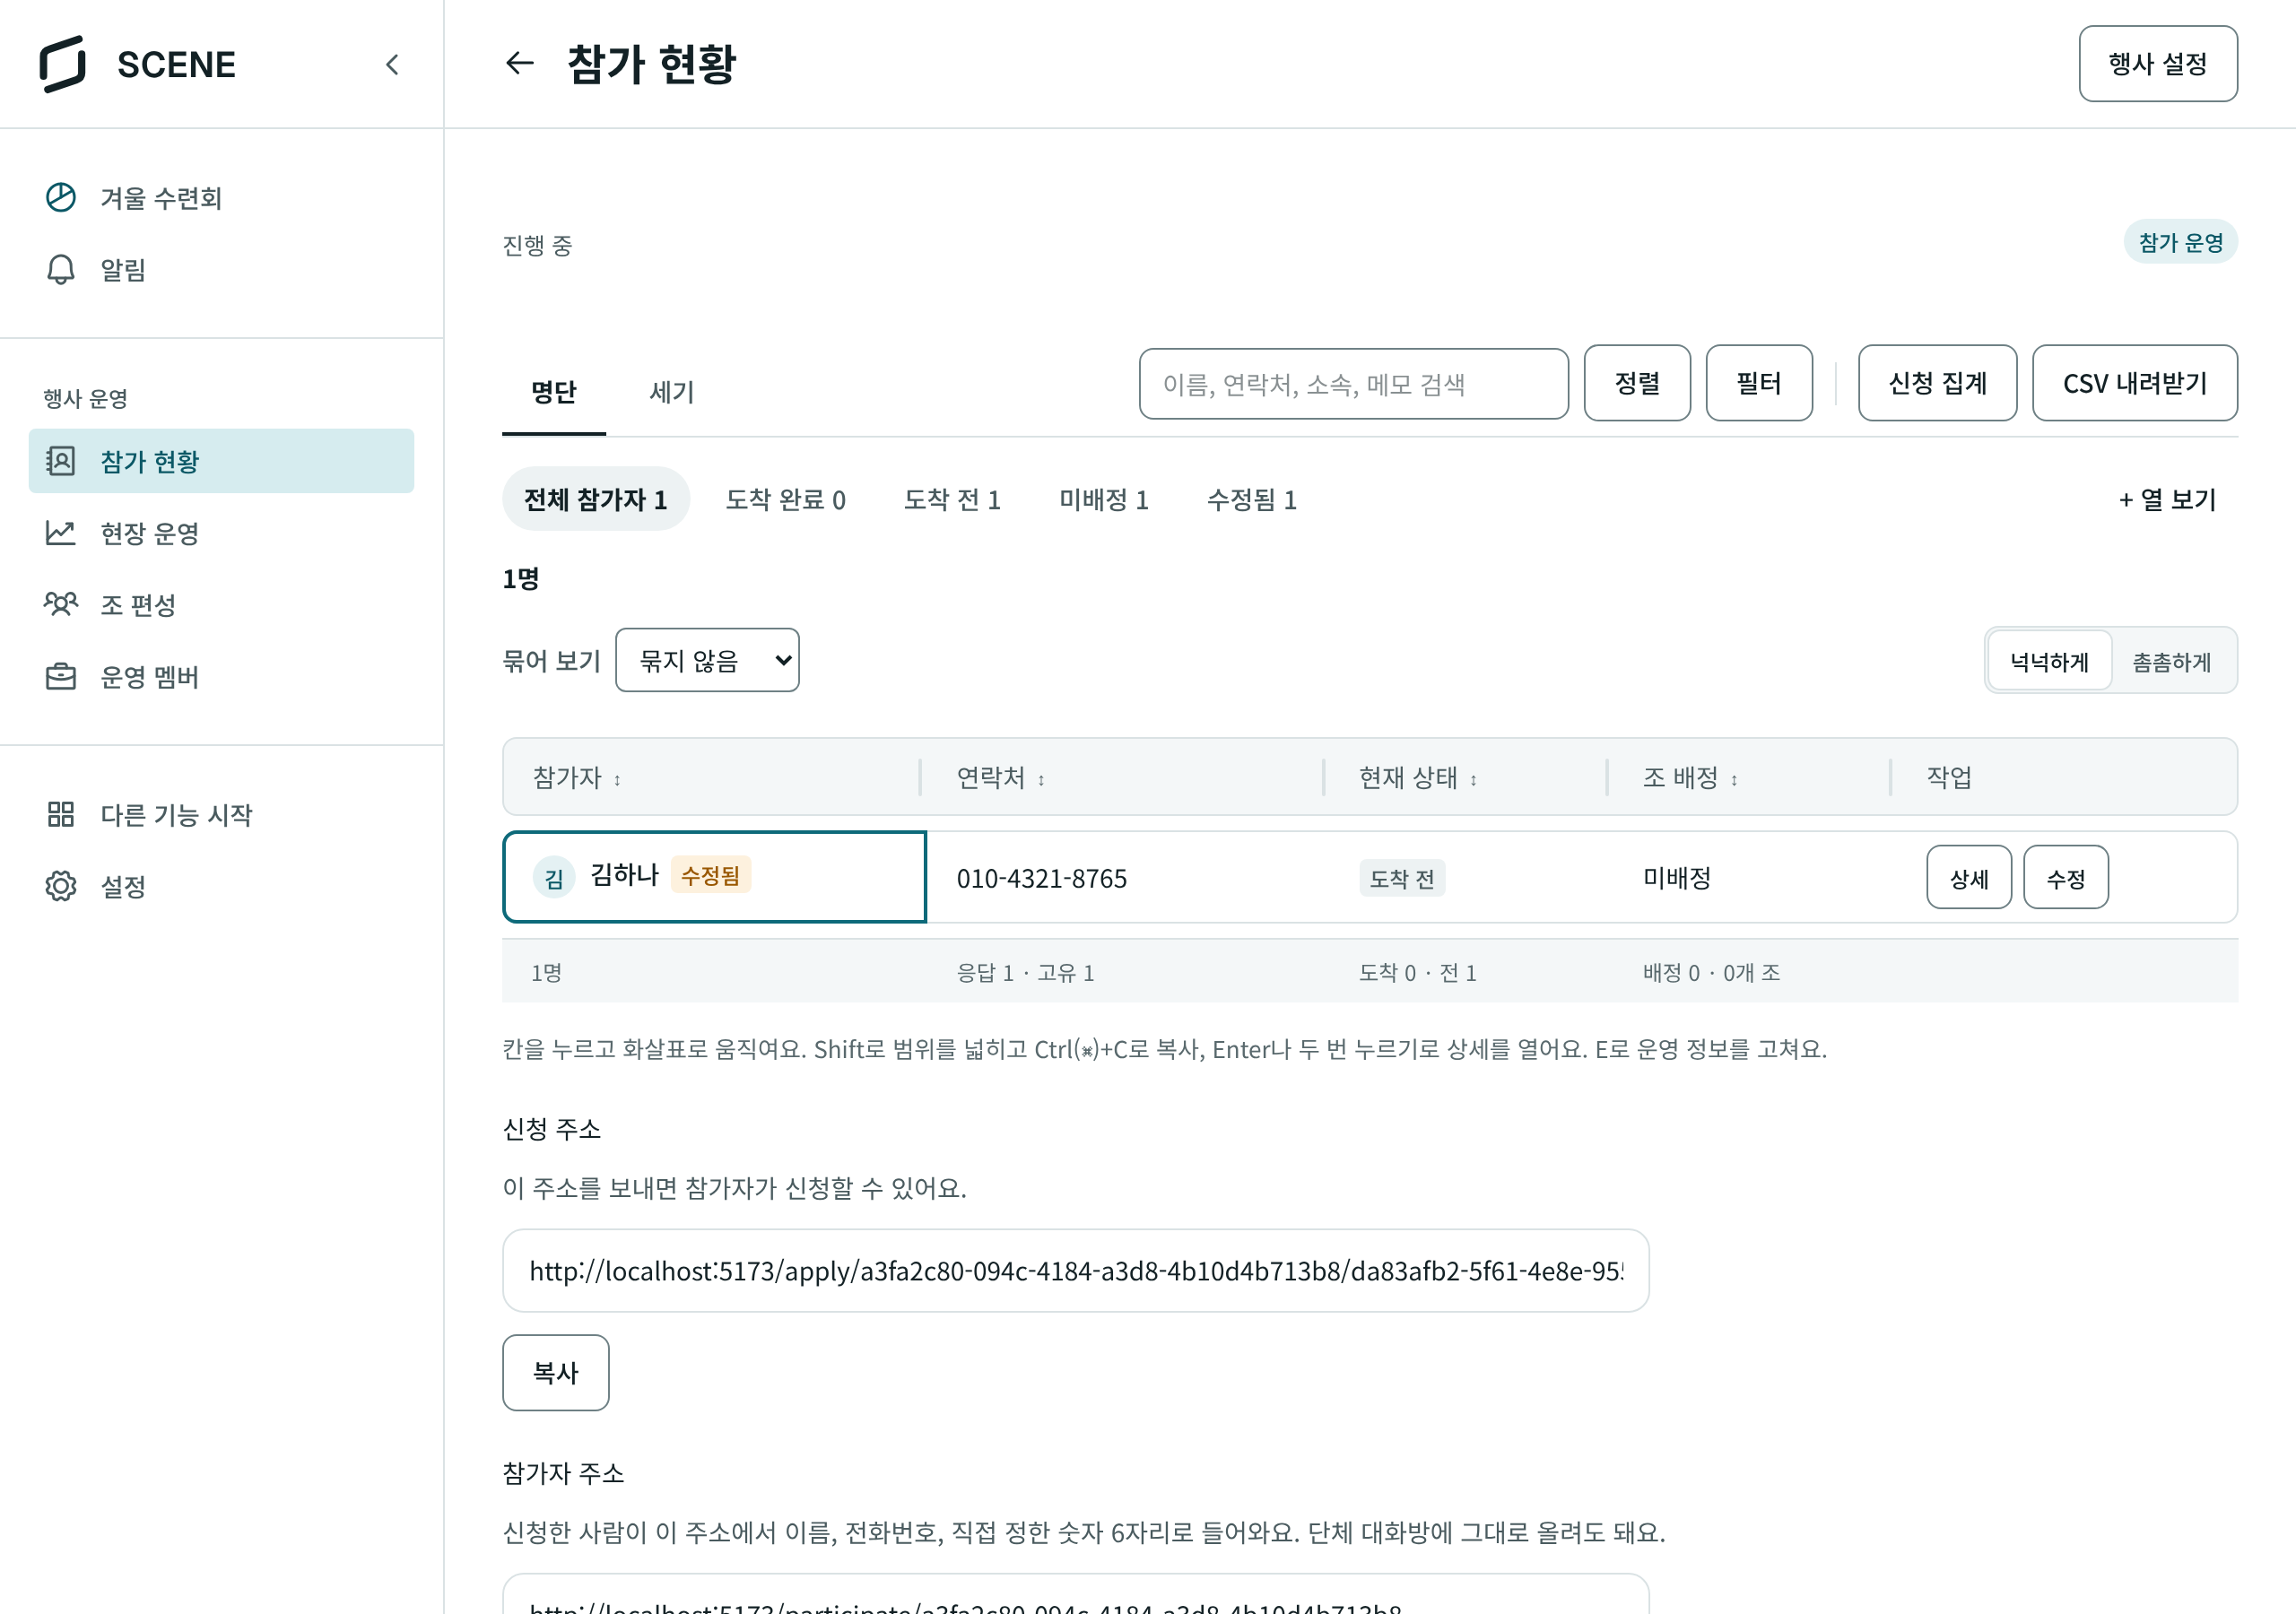 SCENE
참가 현황
행사 설정
겨울 수련회
알림
행사 운영
참가 현황
현장 운영
조 편성
운영 멤버
다른 기능 시작
설정
진행 중
참가 운영
명단 세기
이름, 연락처, 소속, 메모 검색
정렬 필터 신청 집계 CSV 내려받기
전체 참가자 1 도착 완료 0 도착 전 1 미배정 1 수정됨 1 + 열 보기
1명
묶어 보기 묶지 않음 넉넉하게 촘촘하게
참가자 ↕ 연락처 ↕ 현재 상태 ↕ 조 배정 ↕ 작업
김 김하나 수정됨 010-4321-8765 도착 전 미배정 상세 수정
1명 응답 1 · 고유 1 도착 0 · 전 1 배정 0 · 0개 조
칸을 누르고 화살표로 움직여요. Shift로 범위를 넓히고 Ctrl(⌘)+C로 복사, Enter나 두 번 누르기로 상세를 열어요. E로 운영 정보를 고쳐요.
신청 주소
이 주소를 보내면 참가자가 신청할 수 있어요.
http://localhost:5173/apply/a3fa2c80-094c-4184-a3d8-4b10d4b713b8/da83afb2-5f61-4e8e-95
복사
참가자 주소
신청한 사람이 이 주소에서 이름, 전화번호, 직접 정한 숫자 6자리로 들어와요. 단체 대화방에 그대로 올려도 돼요.
http://localhost:5173/participate/a3fa2c80-094c-4184-a3d8-4b10d4b713b8